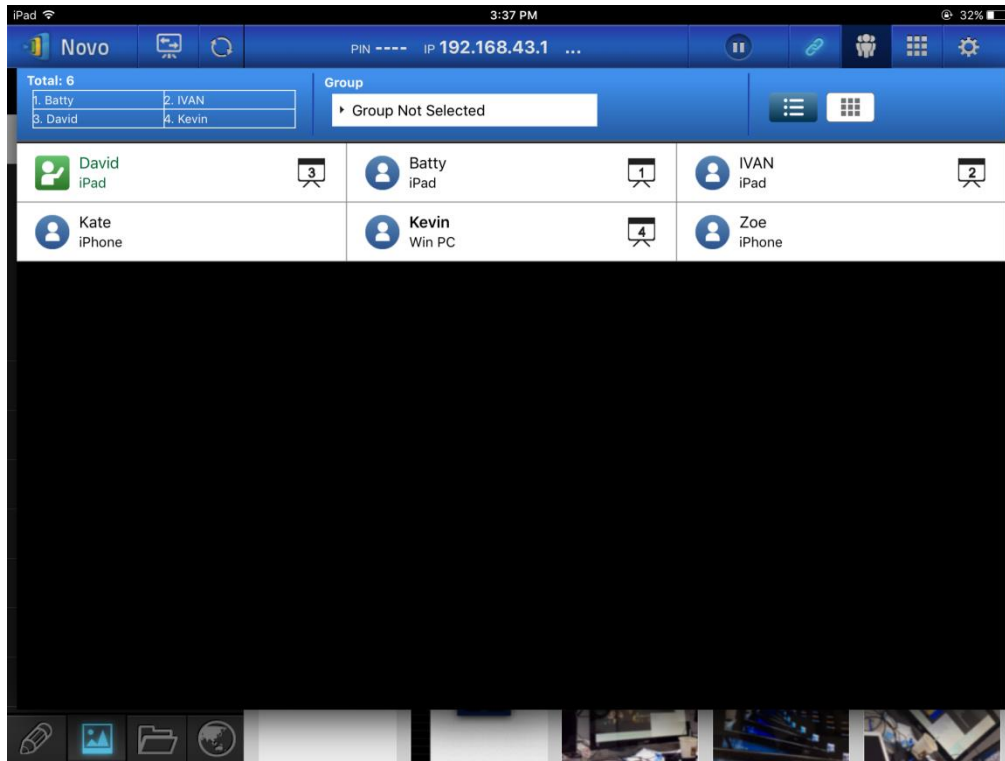 iPad 3:37 PM 32%
Novo PIN ---- IP 192.168.43.1 ...
Total: 6
Group
1. Batty 2. IVAN
3. David 4. Kevin
Group Not Selected
David
iPad
3
Batty
iPad
1
IVAN
iPad
2
Kate
iPhone
Kevin
Win PC
4
Zoe
iPhone